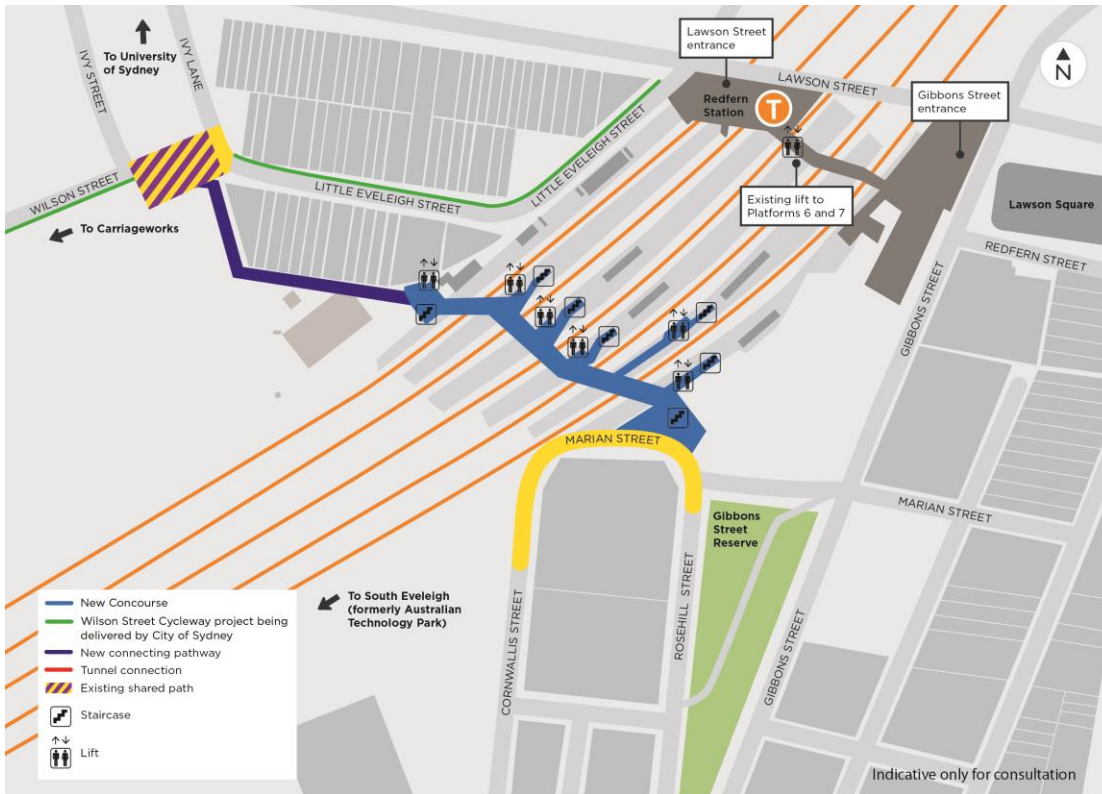 To University
of Sydney
IVY STREET
IVY LANE
Lawson Street
entrance
LAWSON STREET
N
Redfern
Station
T
Gibbons Street
entrance
LITTLE EVELEIGH STREET
Existing lift to
Platforms 6 and 7
Lawson Square
WILSON STREET
LITTLE EVELEIGH STREET
To Carriageworks
REDFERN STREET
GIBBONS STREET
MARIAN STREET
MARIAN STREET
Gibbons
Street
Reserve
To South Eveleigh
(formerly Australian
Technology Park)
CORNWALLIS STREET
ROSEHILL STREET
GIBBONS STREET
New Concourse
Wilson Street Cycleway project being
delivered by City of Sydney
New connecting pathway
Tunnel connection
Existing shared path
Staircase
Lift
Indicative only for consultation